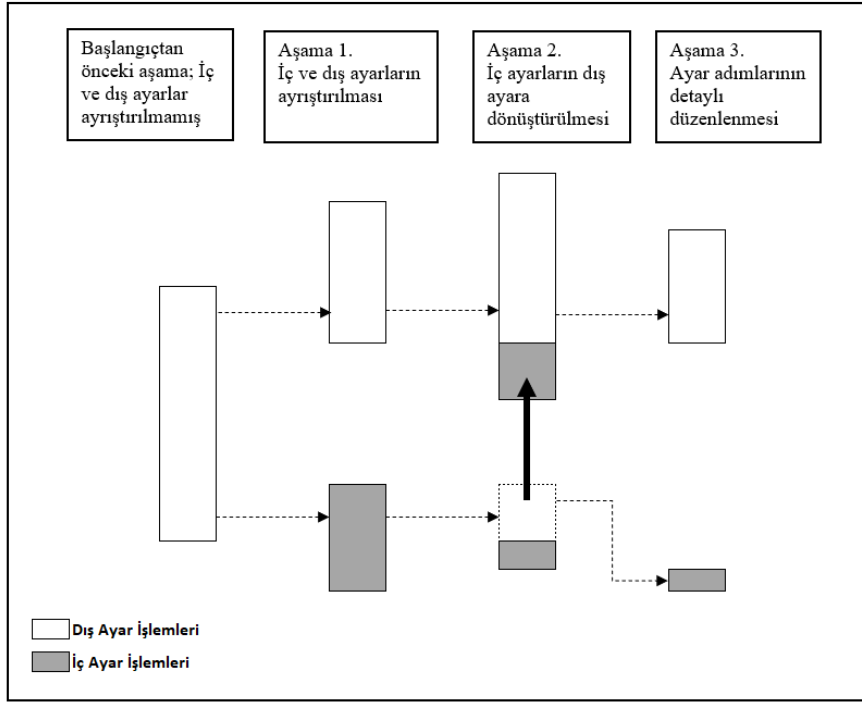 Başlangıçtan
önceki aşama; İç
ve dış ayarlar
ayrıştırılmamış
Aşama 1.
İç ve dış ayarların
ayrıştırılması
Aşama 2.
İç ayarların dış
ayara
dönüştürülmesi
Aşama 3.
Ayar adımlarının
detaylı
düzenlenmesi
Dış Ayar İşlemleri
İç Ayar İşlemleri